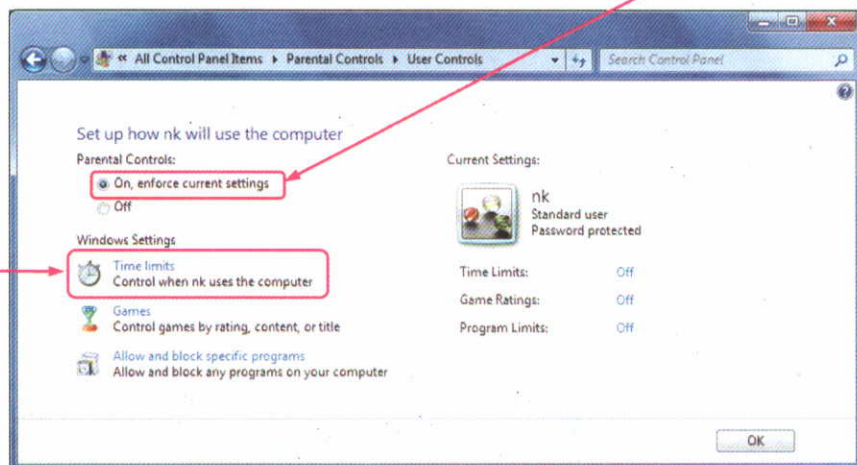 « All Control Panel Items ▸ Parental Controls ▸ User Controls
Search Control Panel
Set up how nk will use the computer
Parental Controls:
On, enforce current settings
Off
Windows Settings
Time limits
Control when nk uses the computer
Games
Control games by rating, content, or title
Allow and block specific programs
Allow and block any programs on your computer
Current Settings:
nk
Standard user
Password protected
Time Limits: Off
Game Ratings: Off
Program Limits: Off
OK